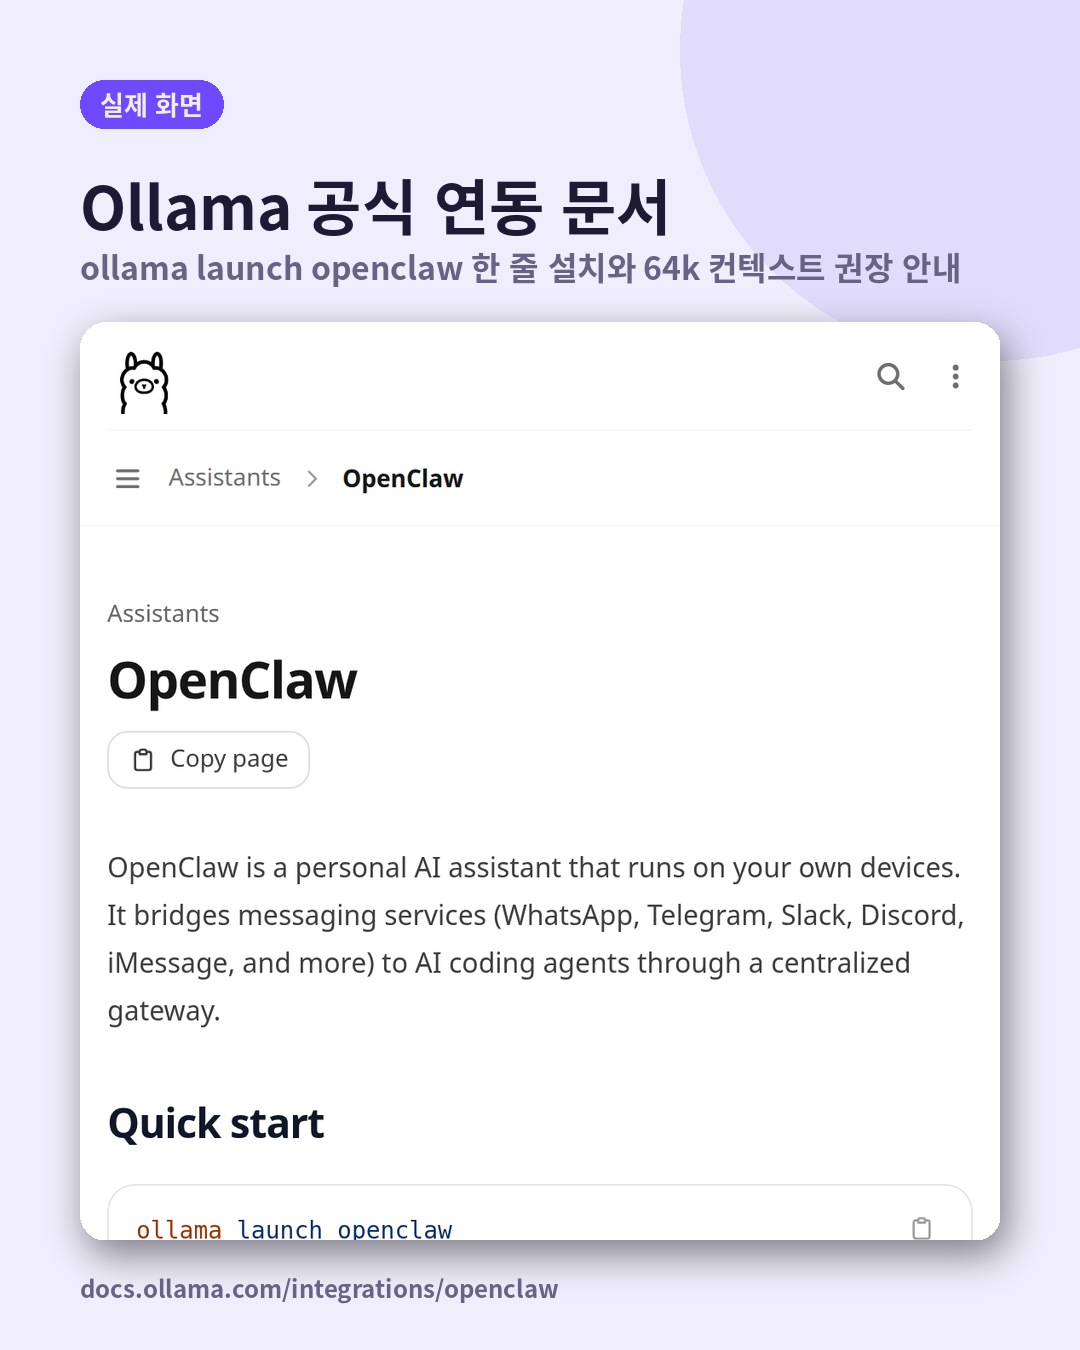 실제 화면
Ollama 공식 연동 문서
ollama launch openclaw 한 줄 설치와 64k 컨텍스트 권장 안내
Assistants > OpenClaw
Assistants
OpenClaw
Copy page
OpenClaw is a personal AI assistant that runs on your own devices.
It bridges messaging services (WhatsApp, Telegram, Slack, Discord,
iMessage, and more) to AI coding agents through a centralized
gateway.
Quick start
ollama launch openclaw
docs.ollama.com/integrations/openclaw